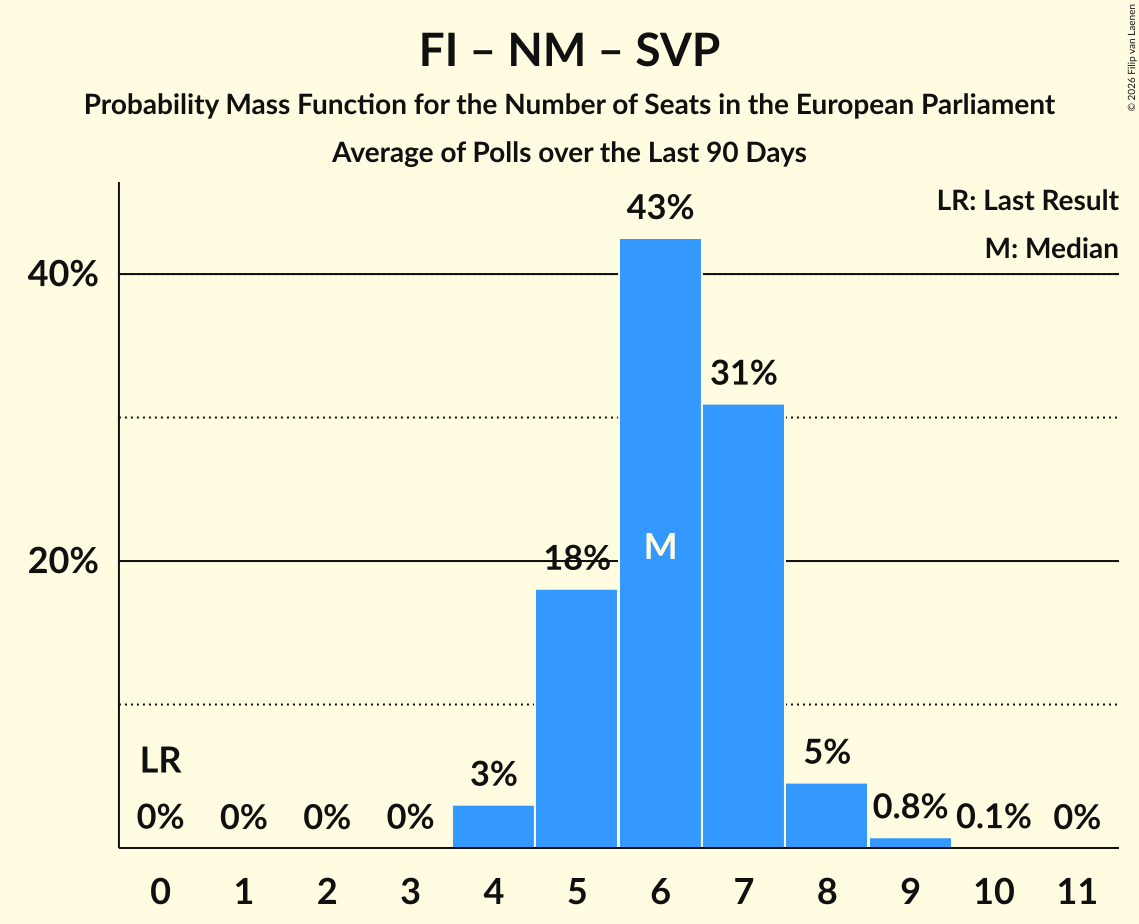 FI – NM – SVP
Probability Mass Function for the Number of Seats in the European Parliament
Average of Polls over the Last 90 Days
© 2026 Filip van Laenen
LR: Last Result
M: Median
43%
40%
31%
20%
18%
M
LR
3%
5%
0%
0%
0%
0%
0.8%
0.1%
0%
0 1 2 3 4 5 6 7 8 9 10 11